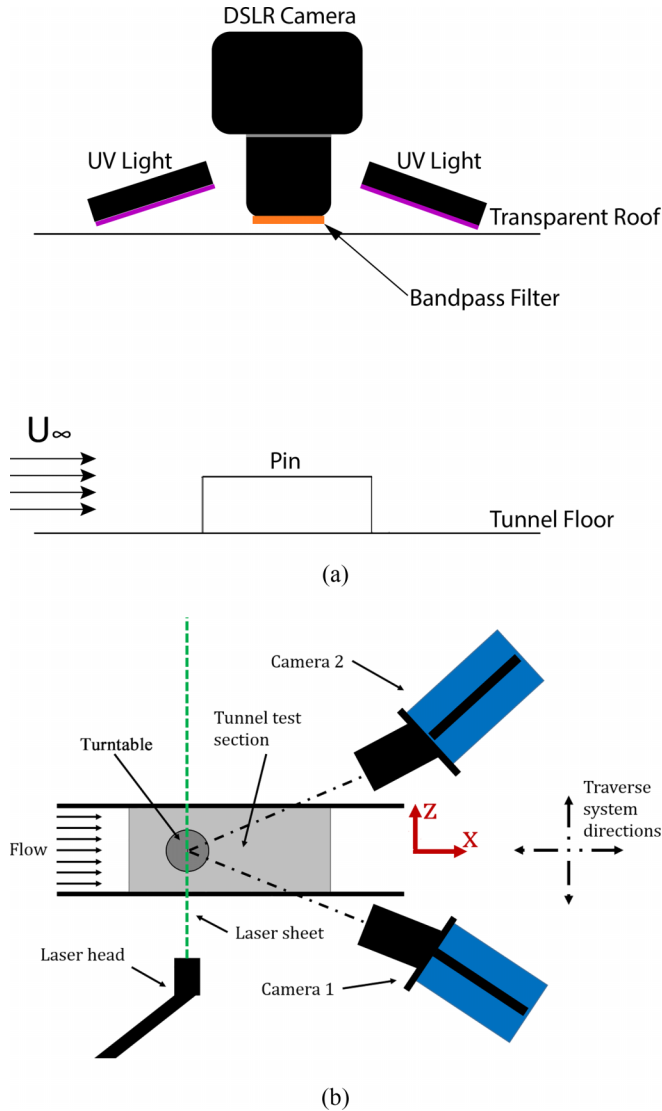 DSLR Camera
UV Light
UV Light
Transparent Roof
Bandpass Filter
U∞
Pin
Tunnel Floor
(a)
Camera 2
Tunnel test
section
Turntable
Z
X
Traverse
system
directions
Flow
Laser sheet
Laser head
Camera 1
(b)